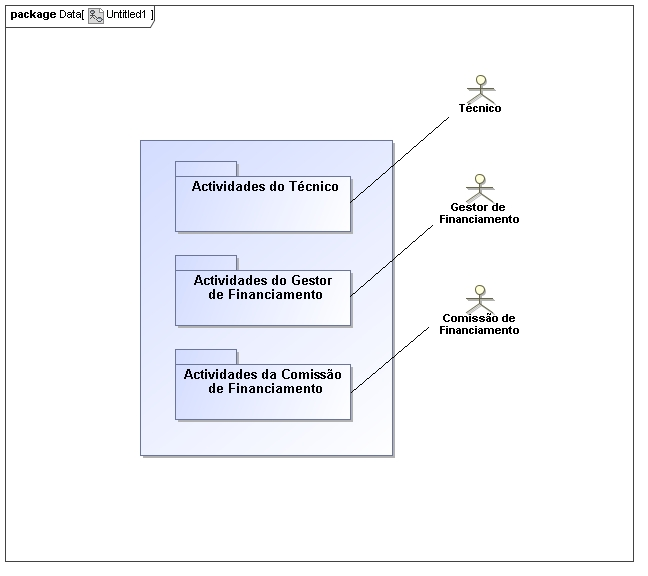 package Data[ Untitled1 ]
Técnico
Actividades do Técnico
Gestor de
Financiamento
Actividades do Gestor
de Financiamento
Comissão de
Financiamento
Actividades da Comissão
de Financiamento